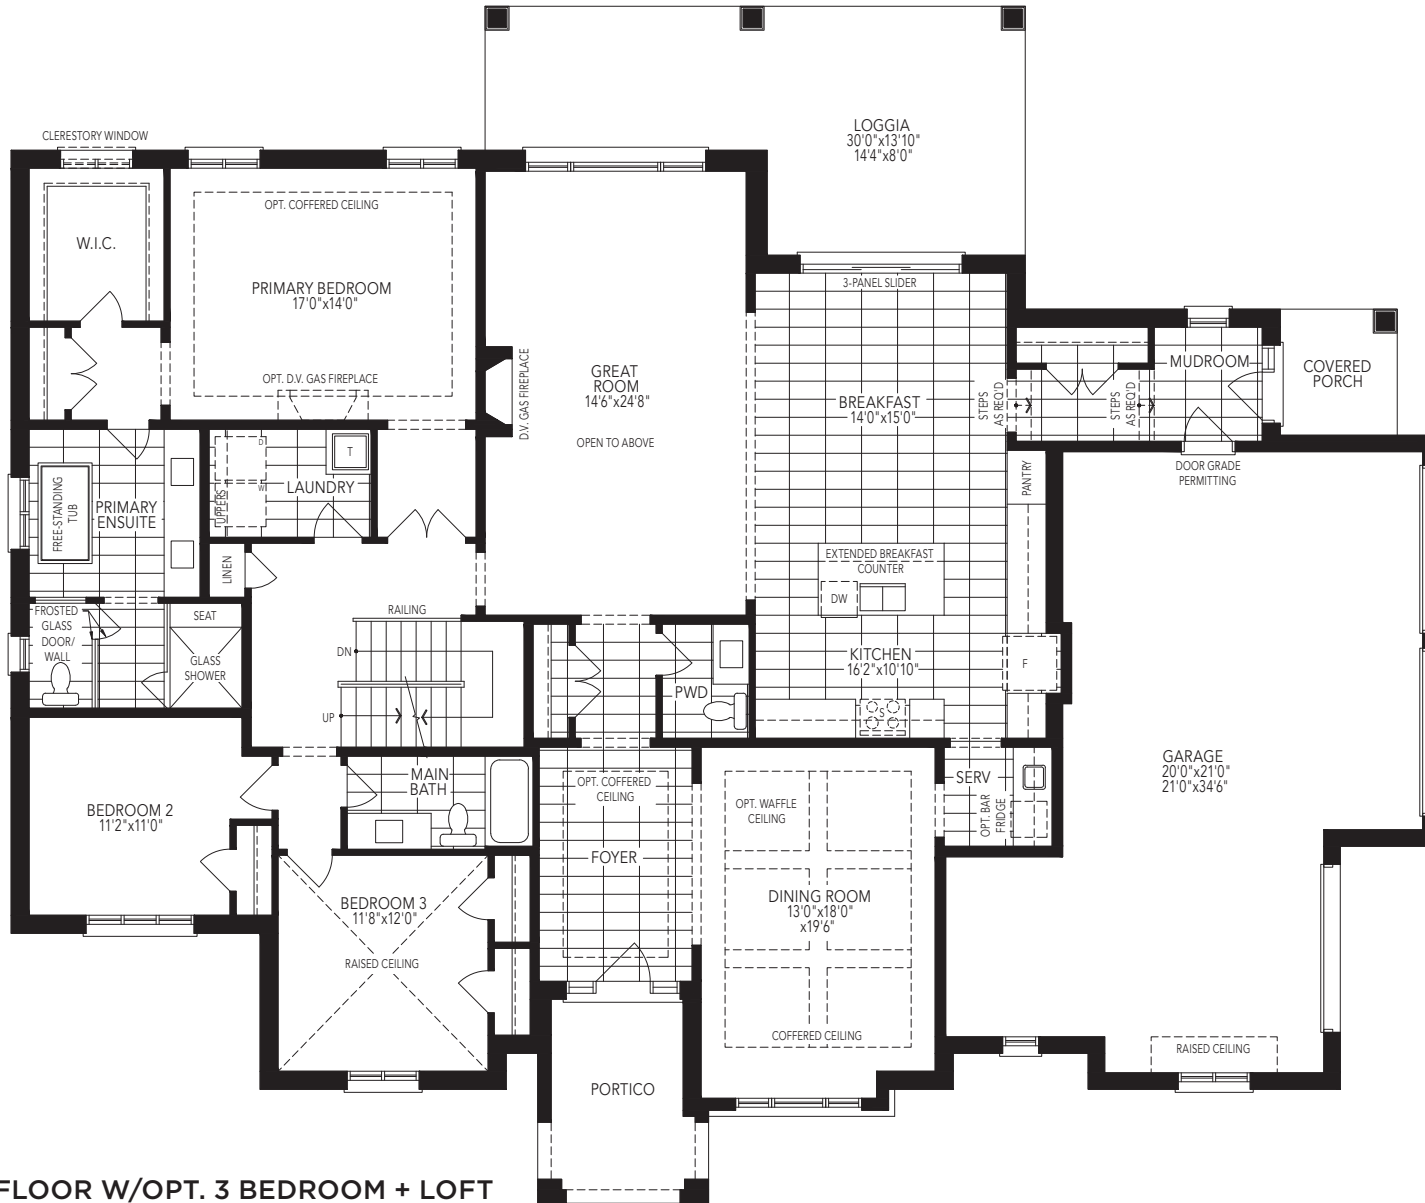 LOGGIA
30'0"x13'10"
14'4"x8'0"
CLERESTORY WINDOW
W.I.C.
OPT. COFFERED CEILING
PRIMARY BEDROOM
17'0"x14'0"
OPT. D.V. GAS FIREPLACE
D.V. GAS FIREPLACE
GREAT
ROOM
14'6"x24'8"
OPEN TO ABOVE
3-PANEL SLIDER
BREAKFAST
14'0"x15'0"
STEPS
AS REQ'D
STEPS
AS REQ'D
MUDROOM
COVERED
PORCH
DOOR GRADE
PERMITTING
PANTRY
FREE-STANDING
TUB
PRIMARY
ENSUITE
D
W
UPPERS
LAUNDRY
T
LINEN
FROSTED
GLASS
DOOR/
WALL
SEAT
GLASS
SHOWER
RAILING
DN
UP
EXTENDED BREAKFAST
COUNTER
DW
KITCHEN
16'2"x10'10"
F
S
PWD
GARAGE
20'0"x21'0"
21'0"x34'6"
SERV
OPT. BAR
FRIDGE
BEDROOM 2
11'2"x11'0"
MAIN
BATH
OPT. COFFERED
CEILING
FOYER
OPT. WAFFLE
CEILING
DINING ROOM
13'0"x18'0"
x19'6"
COFFERED CEILING
BEDROOM 3
11'8"x12'0"
RAISED CEILING
RAISED CEILING
PORTICO
FLOOR W/OPT. 3 BEDROOM + LOFT